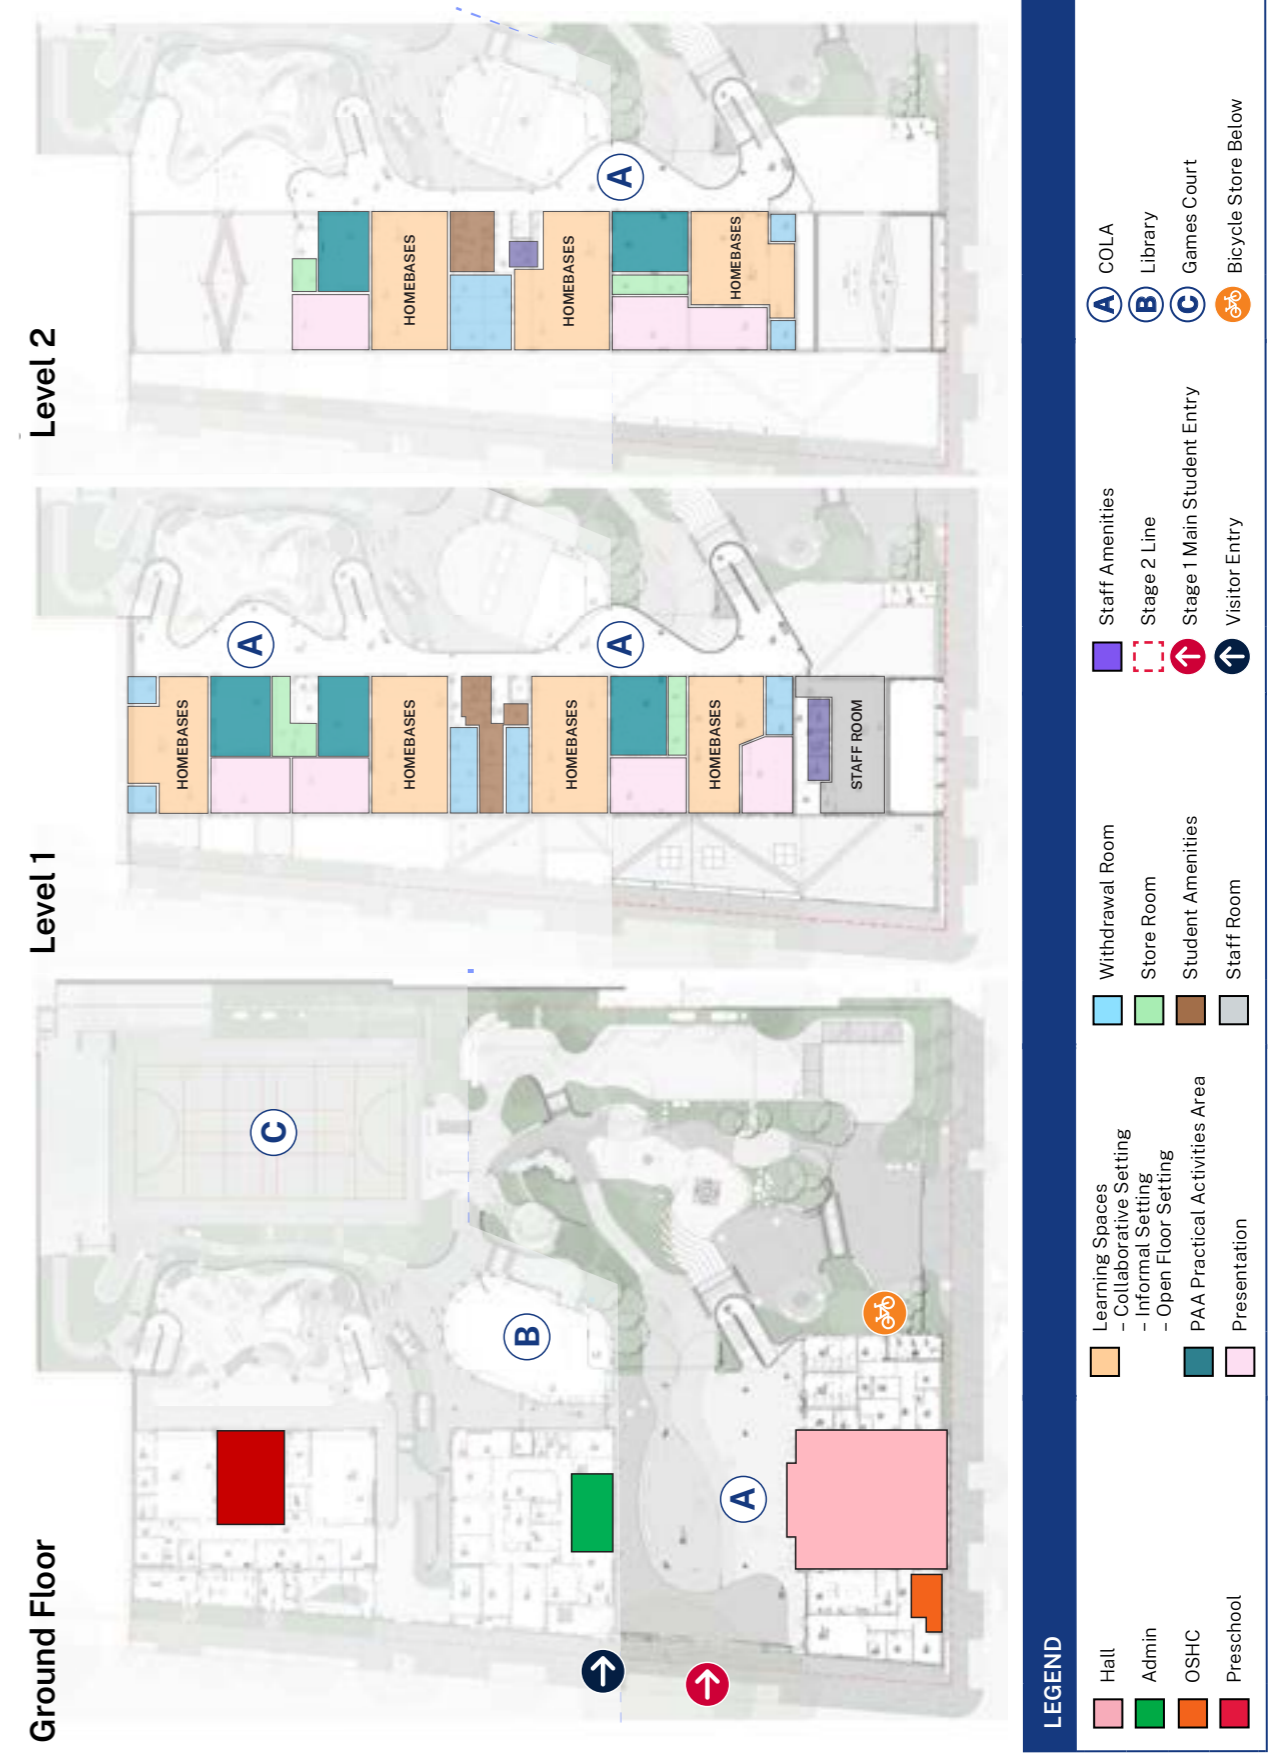 Ground Floor
C
B
A
Level 1
A
A
HOMEBASES
HOMEBASES
HOMEBASES
HOMEBASES
STAFF ROOM
Level 2
A
HOMEBASES
HOMEBASES
HOMEBASES
LEGEND
Hall
Admin
OSHC
Preschool
Learning Spaces
– Collaborative Setting
– Informal Setting
– Open Floor Setting
PAA Practical Activities Area
Presentation
Withdrawal Room
Store Room
Student Amenities
Staff Room
Staff Amenities
Stage 2 Line
Stage 1 Main Student Entry
Visitor Entry
A COLA
B Library
C Games Court
Bicycle Store Below